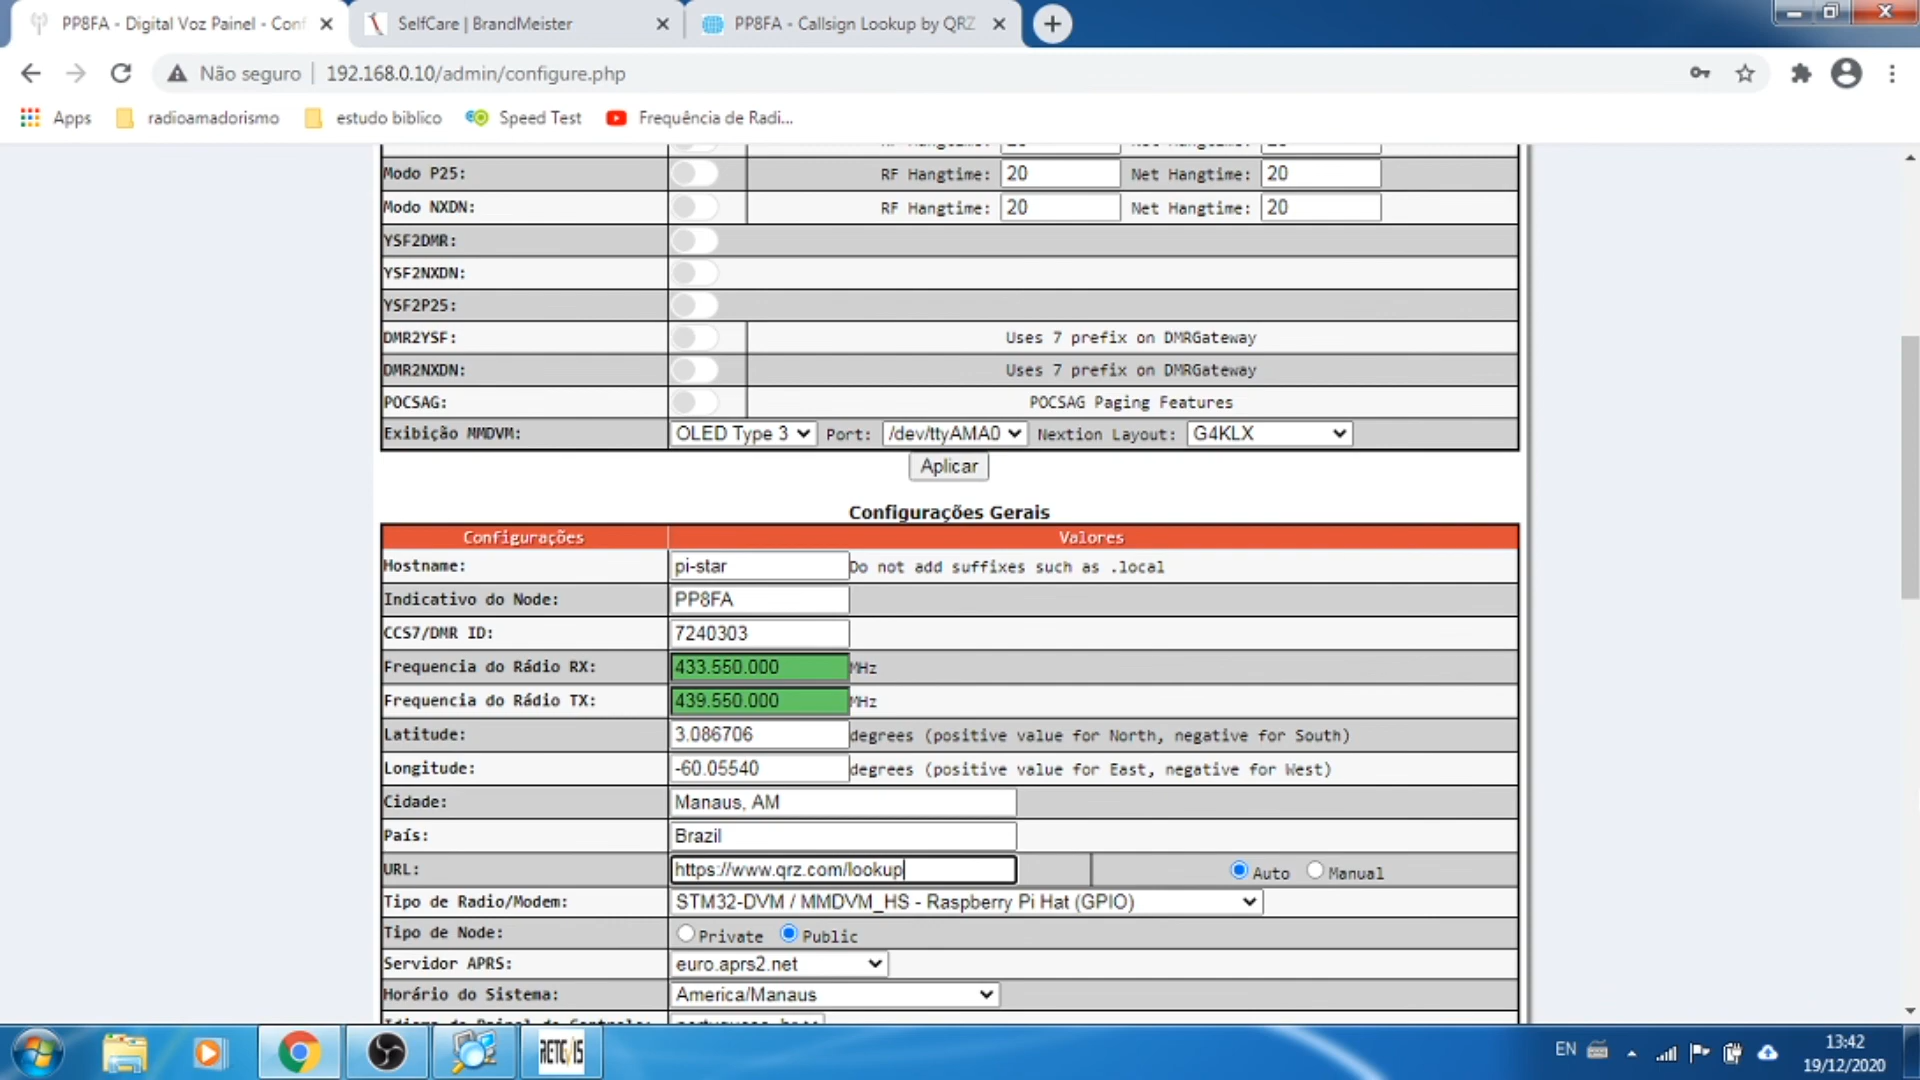 PP8FA - Digital Voz Painel - Conf
SelfCare | BrandMeister
PP8FA - Callsign Lookup by QRZ
Não seguro
192.168.0.10/admin/configure.php
Apps
radioamadorismo
estudo biblico
Speed Test
Frequência de Radi...
RF Hangtime: 20 Net Hangtime: 20
Modo P25: RF Hangtime: 20 Net Hangtime: 20
Modo NXDN: RF Hangtime: 20 Net Hangtime: 20
YSF2DMR:
YSF2NXDN:
YSF2P25:
DMR2YSF: Uses 7 prefix on DMRGateway
DMR2NXDN: Uses 7 prefix on DMRGateway
POCSAG: POCSAG Paging Features
Exibição MMDVM: OLED Type 3 Port: /dev/ttyAMA0 Nextion Layout: G4KLX
Aplicar
Configurações Gerais
Configurações Valores
Hostname: pi-star Do not add suffixes such as .local
Indicativo do Node: PP8FA
CCS7/DMR ID: 7240303
Frequencia do Rádio RX: 433.550.000 MHz
Frequencia do Rádio TX: 439.550.000 MHz
Latitude: 3.086706 degrees (positive value for North, negative for South)
Longitude: -60.05540 degrees (positive value for East, negative for West)
Cidade: Manaus, AM
País: Brazil
URL: https://www.qrz.com/lookup Auto Manual
Tipo de Radio/Modem: STM32-DVM / MMDVM_HS - Raspberry Pi Hat (GPIO)
Tipo de Node: Private Public
Servidor APRS: euro.aprs2.net
Horário do Sistema: America/Manaus
RETEVIS
EN
13:42
19/12/2020